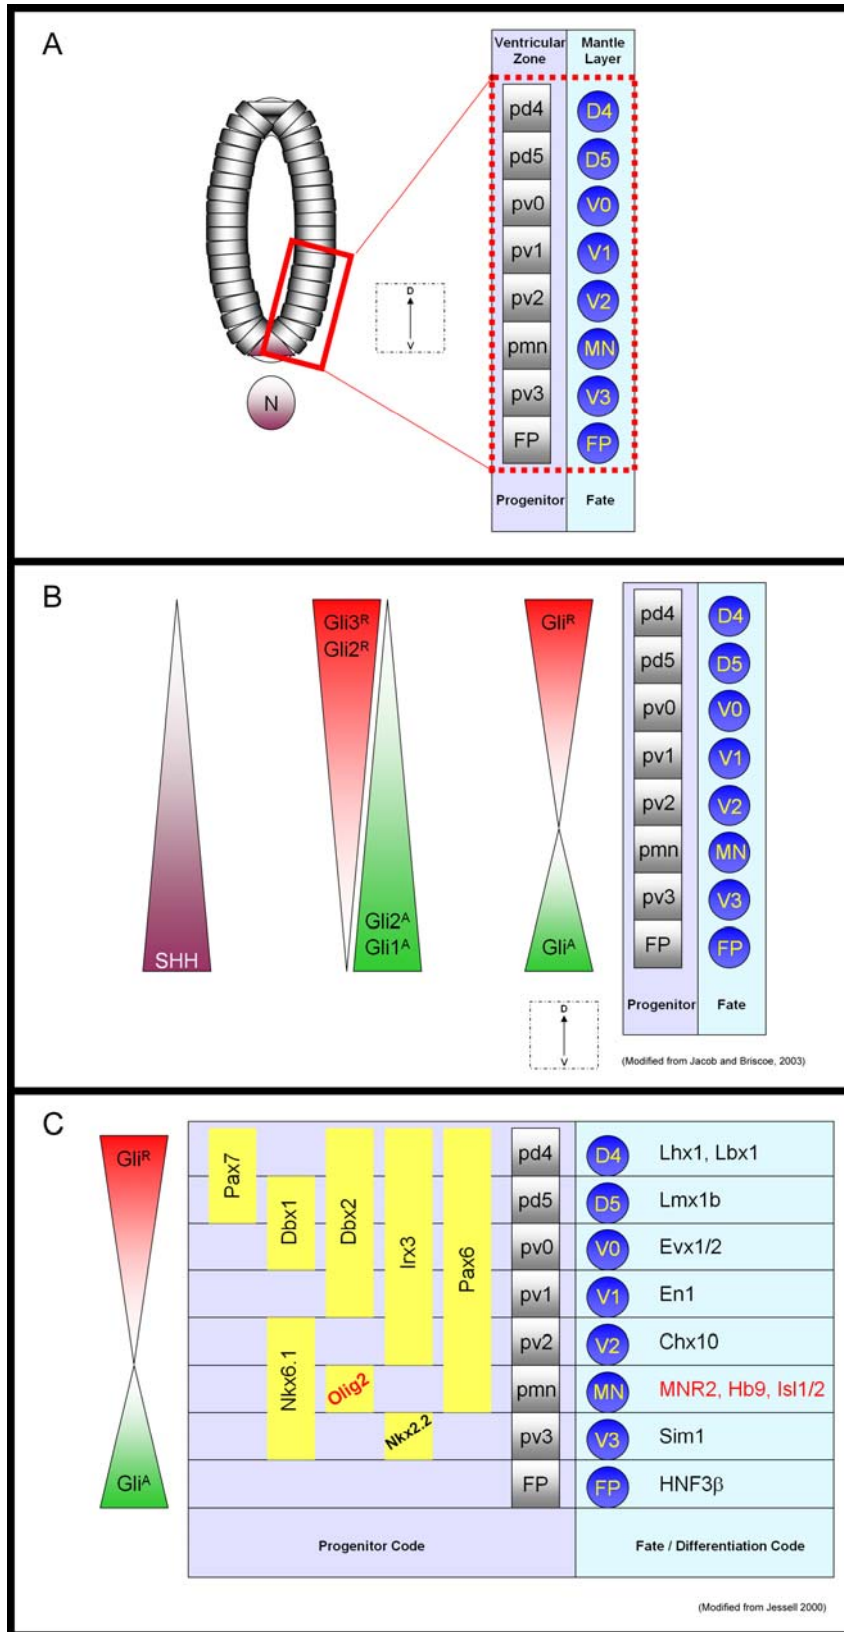 A
Ventricular Zone
Mantle Layer
pd4 D4
pd5 D5
pv0 V0
pv1 V1
pv2 V2
pmn MN
pv3 V3
FP FP
Progenitor Fate
D
V
N
B
SHH
Gli3ᴿ
Gli2ᴿ
Gli2ᴬ
Gli1ᴬ
Gliᴿ
Gliᴬ
pd4 D4
pd5 D5
pv0 V0
pv1 V1
pv2 V2
pmn MN
pv3 V3
FP FP
Progenitor Fate
D
V
(Modified from Jacob and Briscoe, 2003)
C
Gliᴿ
Gliᴬ
Pax7
Dbx1
Dbx2
Irx3
Pax6
Nkx6.1
Olig2
Nkx2.2
pd4 D4 Lhx1, Lbx1
pd5 D5 Lmx1b
pv0 V0 Evx1/2
pv1 V1 En1
pv2 V2 Chx10
pmn MN MNR2, Hb9, Isl1/2
pv3 V3 Sim1
FP FP HNF3β
Progenitor Code
Fate / Differentiation Code
(Modified from Jessell 2000)